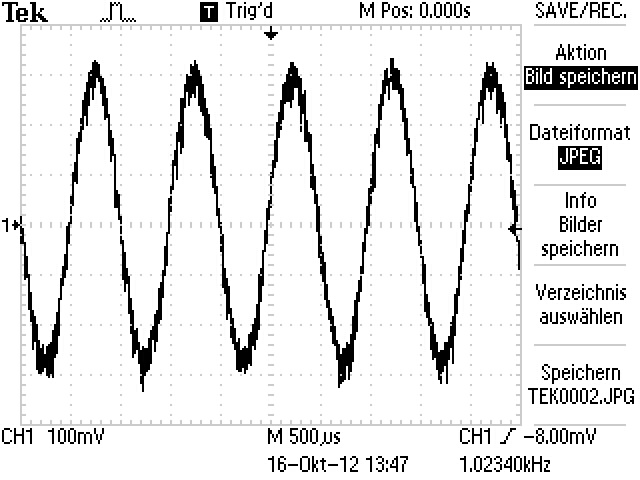 Tek T Trig'd M Pos: 0.000s SAVE/REC.
Aktion
Bild speichern
Dateiformat
JPEG
Info
Bilder
speichern
1
Verzeichnis
auswählen
Speichern
TEK0002.JPG
CH1 100mV M 500µs CH1 -8.00mV
16-Okt-12 13:47 1.02340kHz